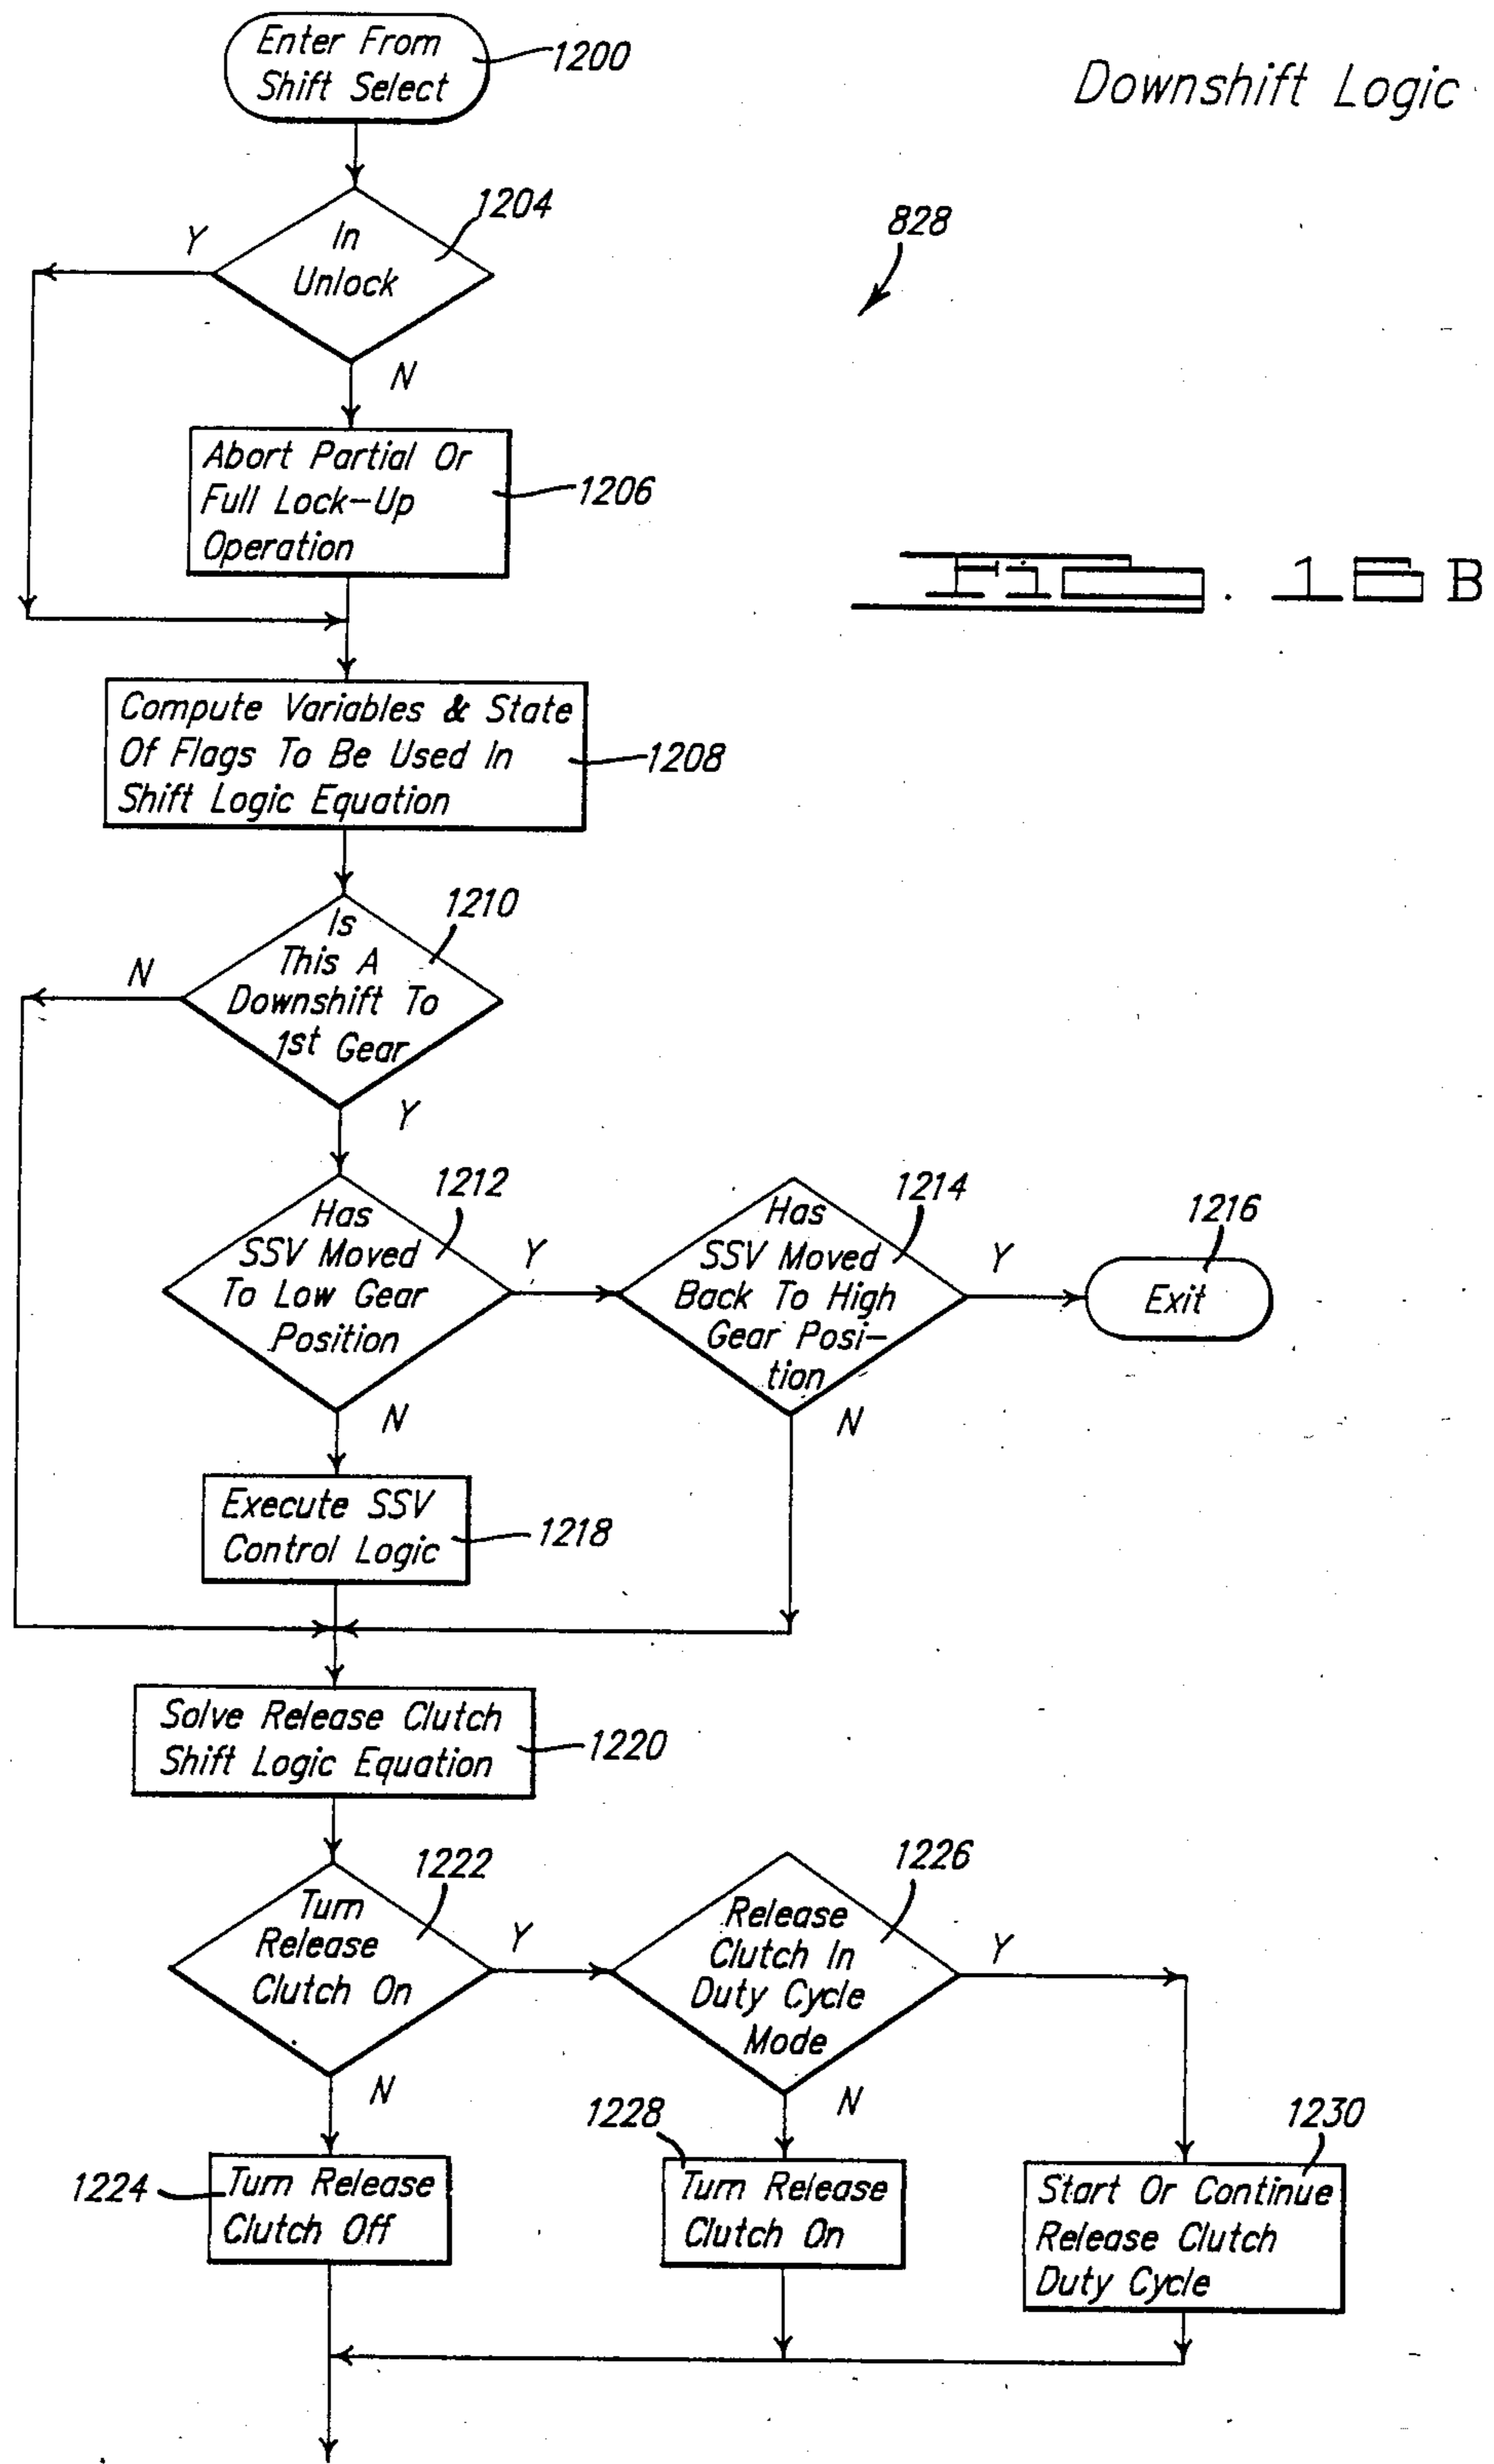 Enter From
Shift Select
1200
Downshift Logic
1204
In
Unlock
Y
N
828
Abort Partial Or
Full Lock-Up
Operation
1206
B
Compute Variables & State
Of Flags To Be Used In
Shift Logic Equation
1208
1210
Is
This A
Downshift To
1st Gear
N
Y
1212
Has
SSV Moved
To Low Gear
Position
Y
N
1214
Has
SSV Moved
Back To High
Gear Posi-
tion
Y
N
1216
Exit
Execute SSV
Control Logic
1218
Solve Release Clutch
Shift Logic Equation
1220
1222
Turn
Release
Clutch On
Y
N
1226
Release
Clutch In
Duty Cycle
Mode
Y
N
1224
Turn Release
Clutch Off
1228
Turn Release
Clutch On
1230
Start Or Continue
Release Clutch
Duty Cycle